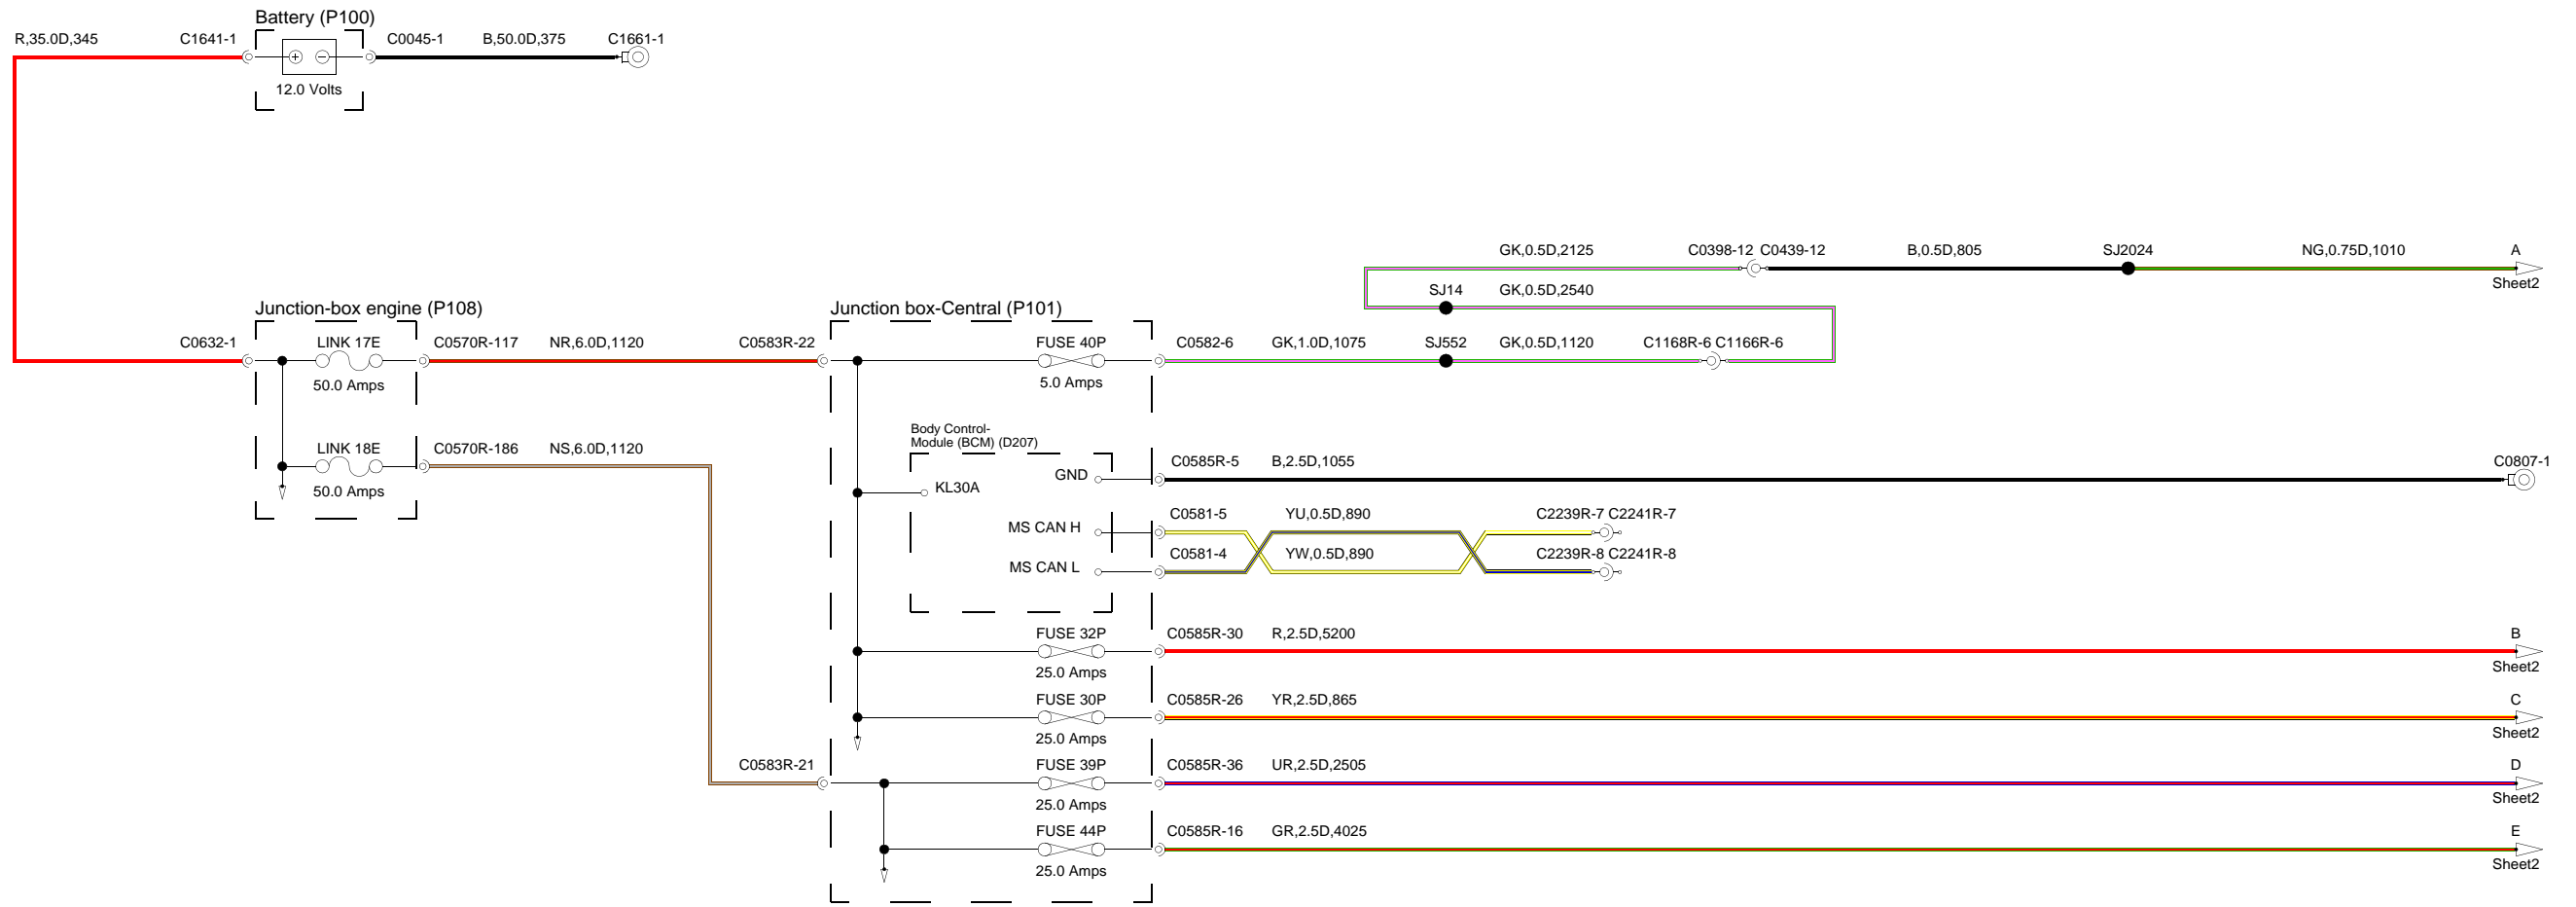 Battery (P100)
R,35.0D,345
C1641-1
C0045-1
B,50.0D,375
C1661-1
12.0 Volts
GK,0.5D,2125
C0398-12 C0439-12
B,0.5D,805
SJ2024
NG,0.75D,1010
A
Sheet2
SJ14
GK,0.5D,2540
Junction-box engine (P108)
Junction box-Central (P101)
C0632-1
LINK 17E
C0570R-117
NR,6.0D,1120
C0583R-22
FUSE 40P
C0582-6
GK,1.0D,1075
SJ552
GK,0.5D,1120
C1168R-6 C1166R-6
50.0 Amps
5.0 Amps
LINK 18E
C0570R-186
NS,6.0D,1120
50.0 Amps
Body Control-
Module (BCM) (D207)
GND
KL30A
C0585R-5
B,2.5D,1055
C0807-1
MS CAN H
C0581-5
YU,0.5D,890
C2239R-7 C2241R-7
MS CAN L
C0581-4
YW,0.5D,890
C2239R-8 C2241R-8
FUSE 32P
C0585R-30
R,2.5D,5200
B
Sheet2
25.0 Amps
FUSE 30P
C0585R-26
YR,2.5D,865
C
Sheet2
25.0 Amps
C0583R-21
FUSE 39P
C0585R-36
UR,2.5D,2505
D
Sheet2
25.0 Amps
FUSE 44P
C0585R-16
GR,2.5D,4025
E
Sheet2
25.0 Amps